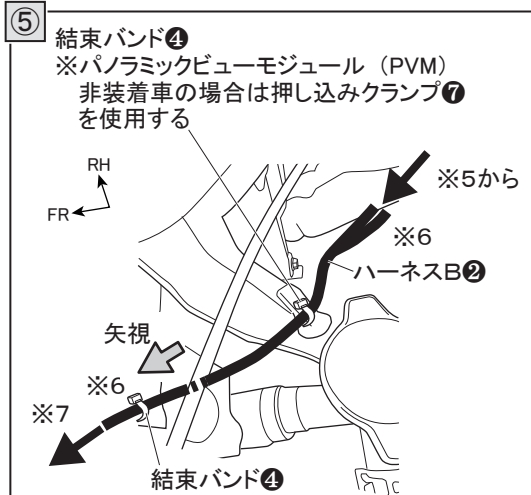 ⑤
結束バンド❹
※パノラミックビューモジュール（PVM）
非装着車の場合は押し込みクランプ❼
を使用する
RH
FR
※5から
※6
ハーネスB❷
矢視
※6
※7
結束バンド❹